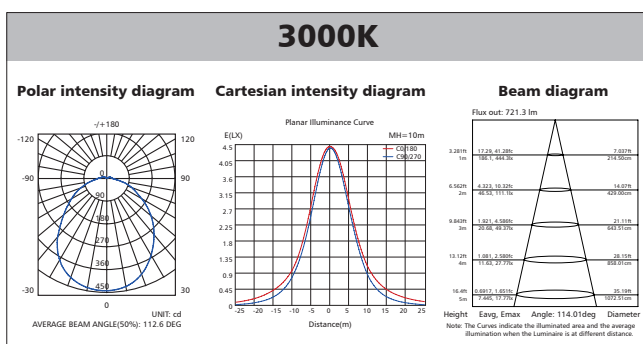 3000K
Polar intensity diagram
-/+180
-120 120
-90 90
0
90
180
270
360
450
-30 30
0
UNIT: cd
AVERAGE BEAM ANGLE(50%): 112.6 DEG
Cartesian intensity diagram
Planar Illuminance Curve
E(LX) MH=10m
C0/180
C90/270
4.5
4.05
3.6
3.15
2.7
2.25
1.8
1.35
0.9
0.45
0
-25 -20 -15 -10 -5 0 5 10 15 20 25
Distance(m)
Beam diagram
Flux out: 721.3 lm
3.281ft 17.29, 41.28fc 7.037ft
1m 186.1, 444.3lx 214.50cm
6.562ft 4.323, 10.32fc 14.07ft
2m 46.53, 111.1lx 429.00cm
9.843ft 1.921, 4.586fc 21.11ft
3m 20.68, 49.37lx 643.51cm
13.12ft 1.081, 2.580fc 28.15ft
4m 11.63, 27.77lx 858.01cm
16.4ft 0.6917, 1.651fc 35.19ft
5m 7.445, 17.77lx 1072.51cm
Height Eavg, Emax Angle: 114.01deg Diameter
Note: The Curves indicate the illuminated area and the average
illumination when the Luminaire is at different distance.